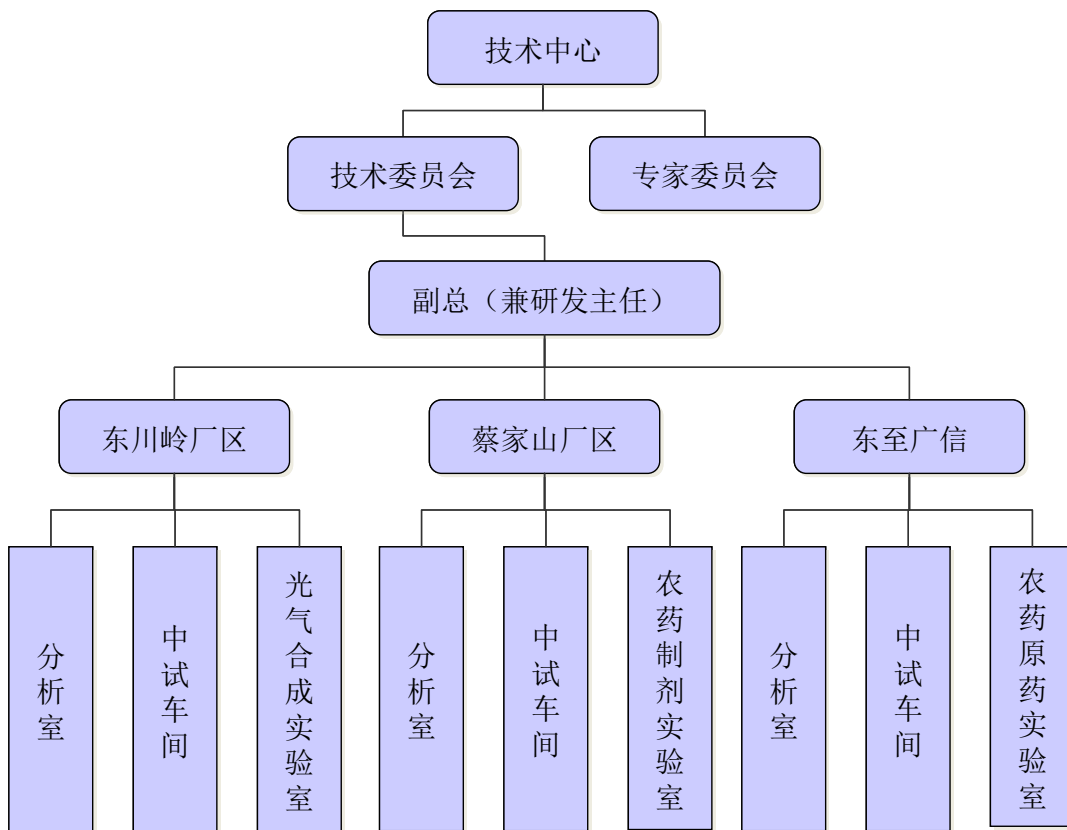 技术中心
技术委员会
专家委员会
副总（兼研发主任）
东川岭厂区
蔡家山厂区
东至广信
分析室
中试车间
光气合成实验室
分析室
中试车间
农药制剂实验室
分析室
中试车间
农药原药实验室